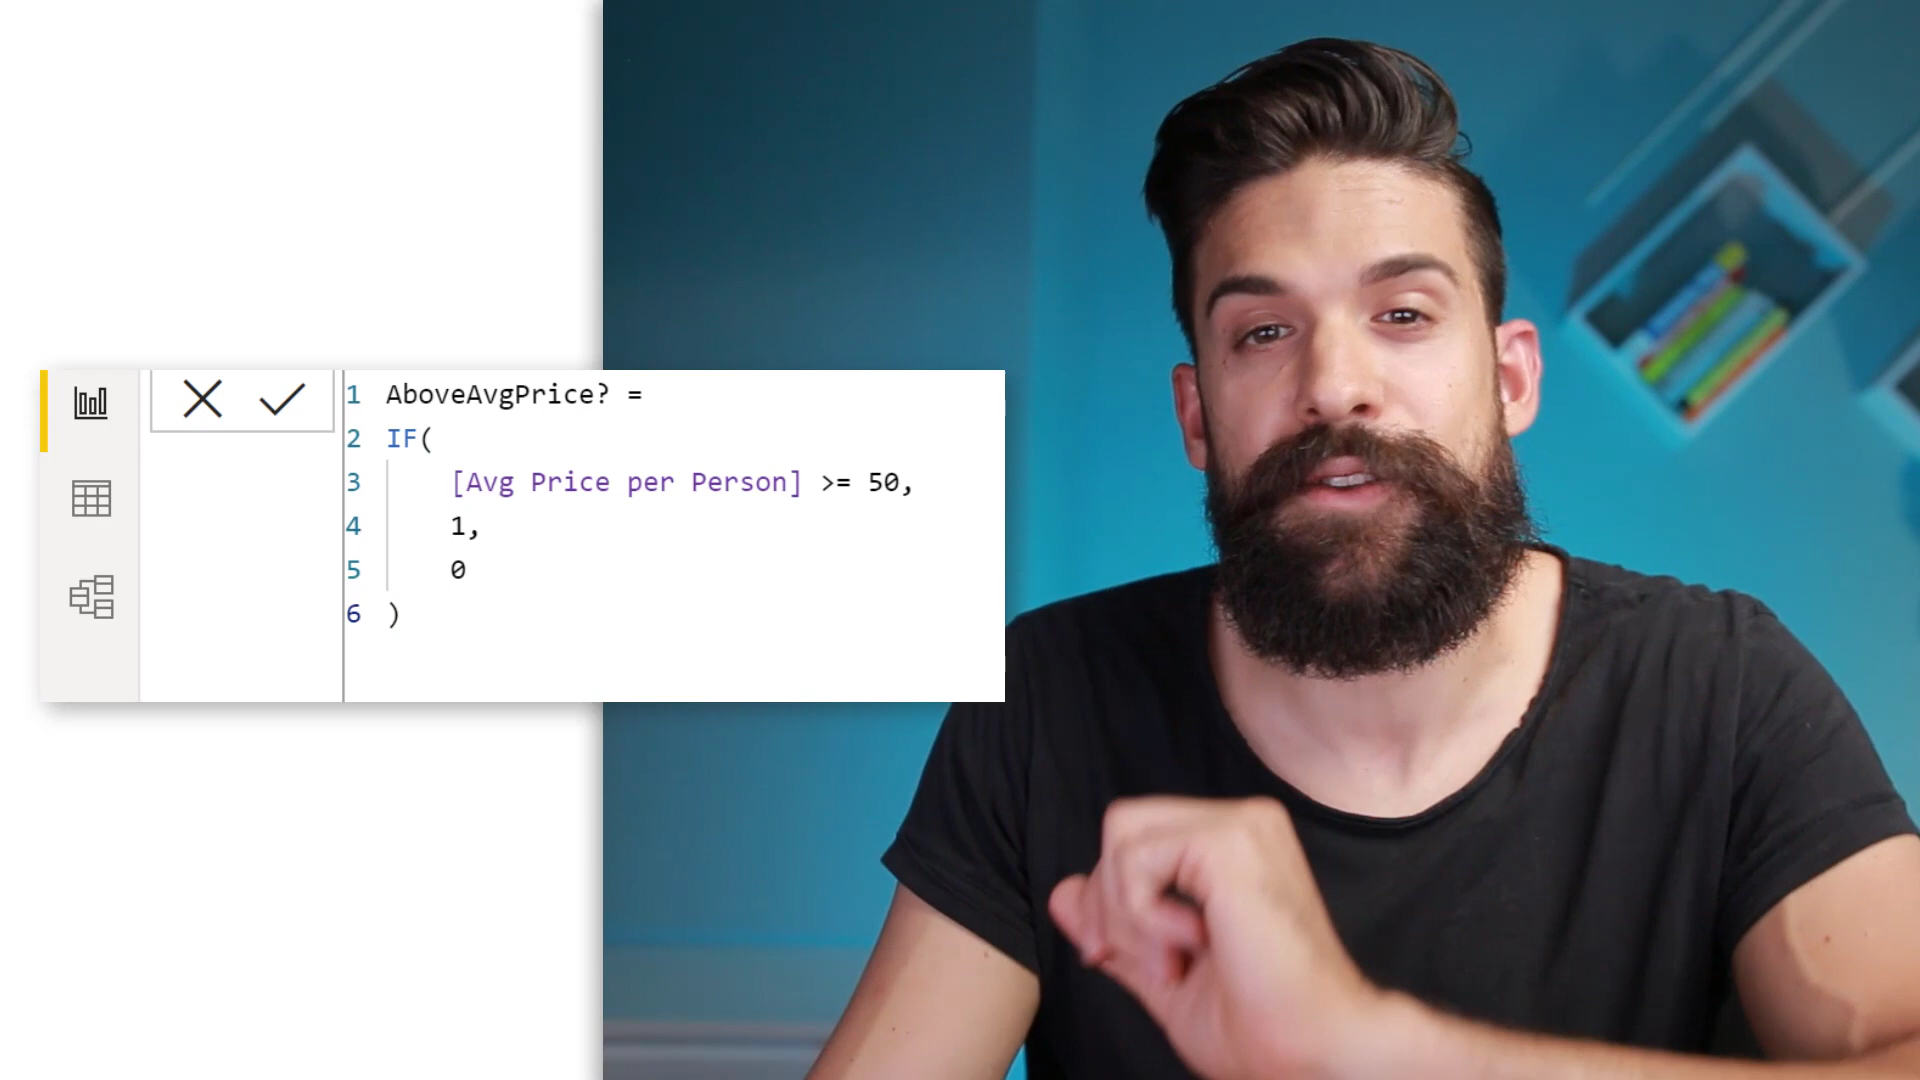 1 AboveAvgPrice? =
2 IF(
3 [Avg Price per Person] >= 50,
4 1,
5 0
6 )